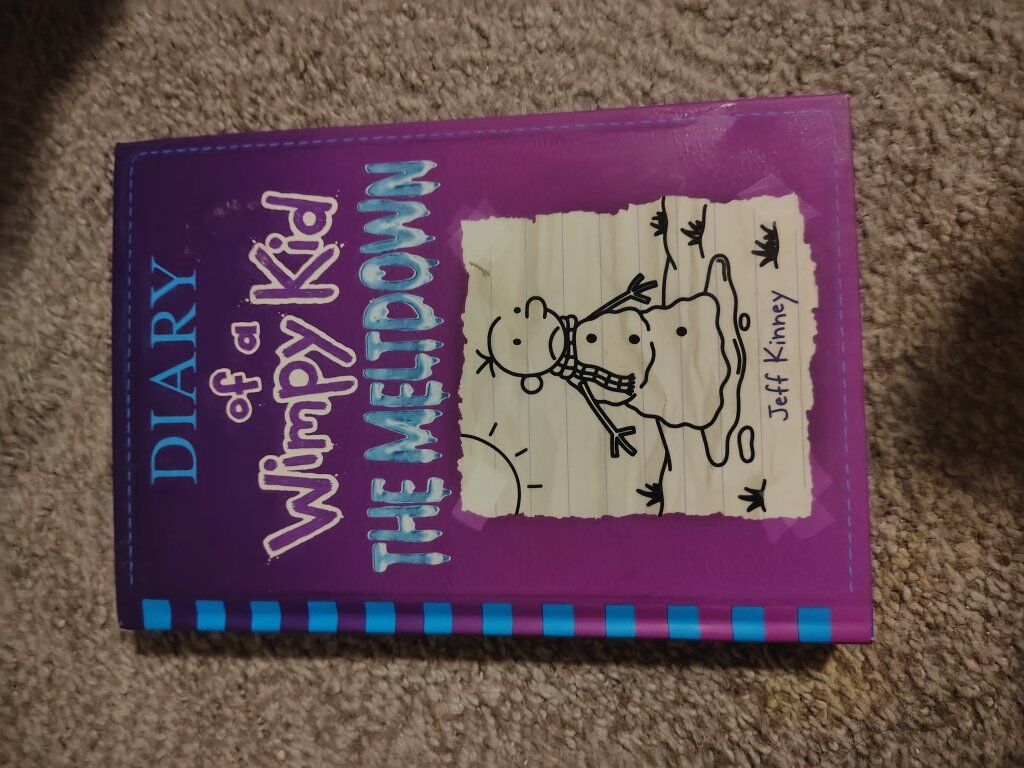 DIARY
of a
Wimpy Kid
THE MELTDOWN
Jeff Kinney